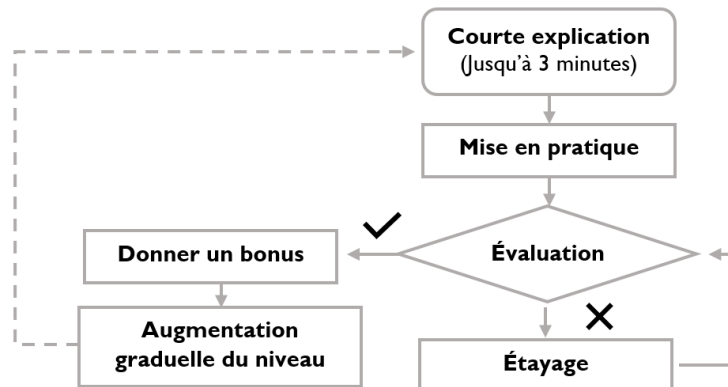 Courte explication
(Jusqu'à 3 minutes)
Mise en pratique
Évaluation
Donner un bonus
Augmentation
graduelle du niveau
Étayage